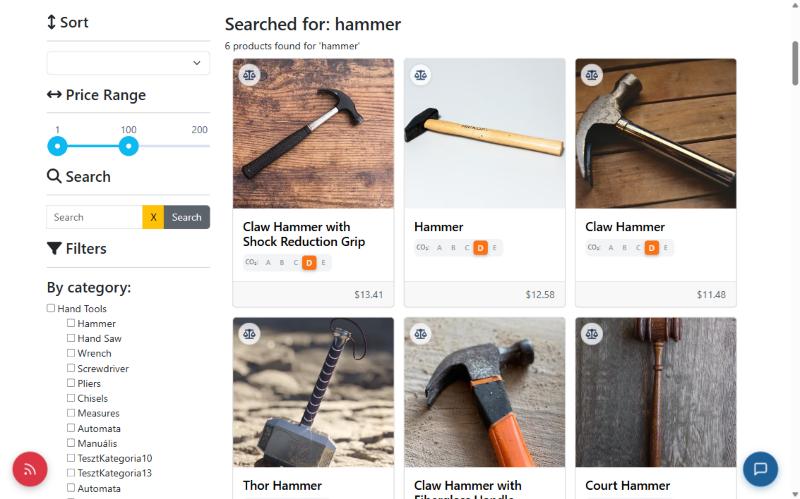 Sort
Price Range
1 100 200
Search
Search X Search
Filters
By category:
Hand Tools
Hammer
Hand Saw
Wrench
Screwdriver
Pliers
Chisels
Measures
Automata
Manuális
TesztKategoria10
TesztKategoria13
Automata
Searched for: hammer
6 products found for 'hammer'
Claw Hammer with
Shock Reduction Grip
CO₂: A B C D E
$13.41
Hammer
CO₂: A B C D E
$12.58
Claw Hammer
CO₂: A B C D E
$11.48
Thor Hammer
Claw Hammer with
Fiberglass Handle
Court Hammer